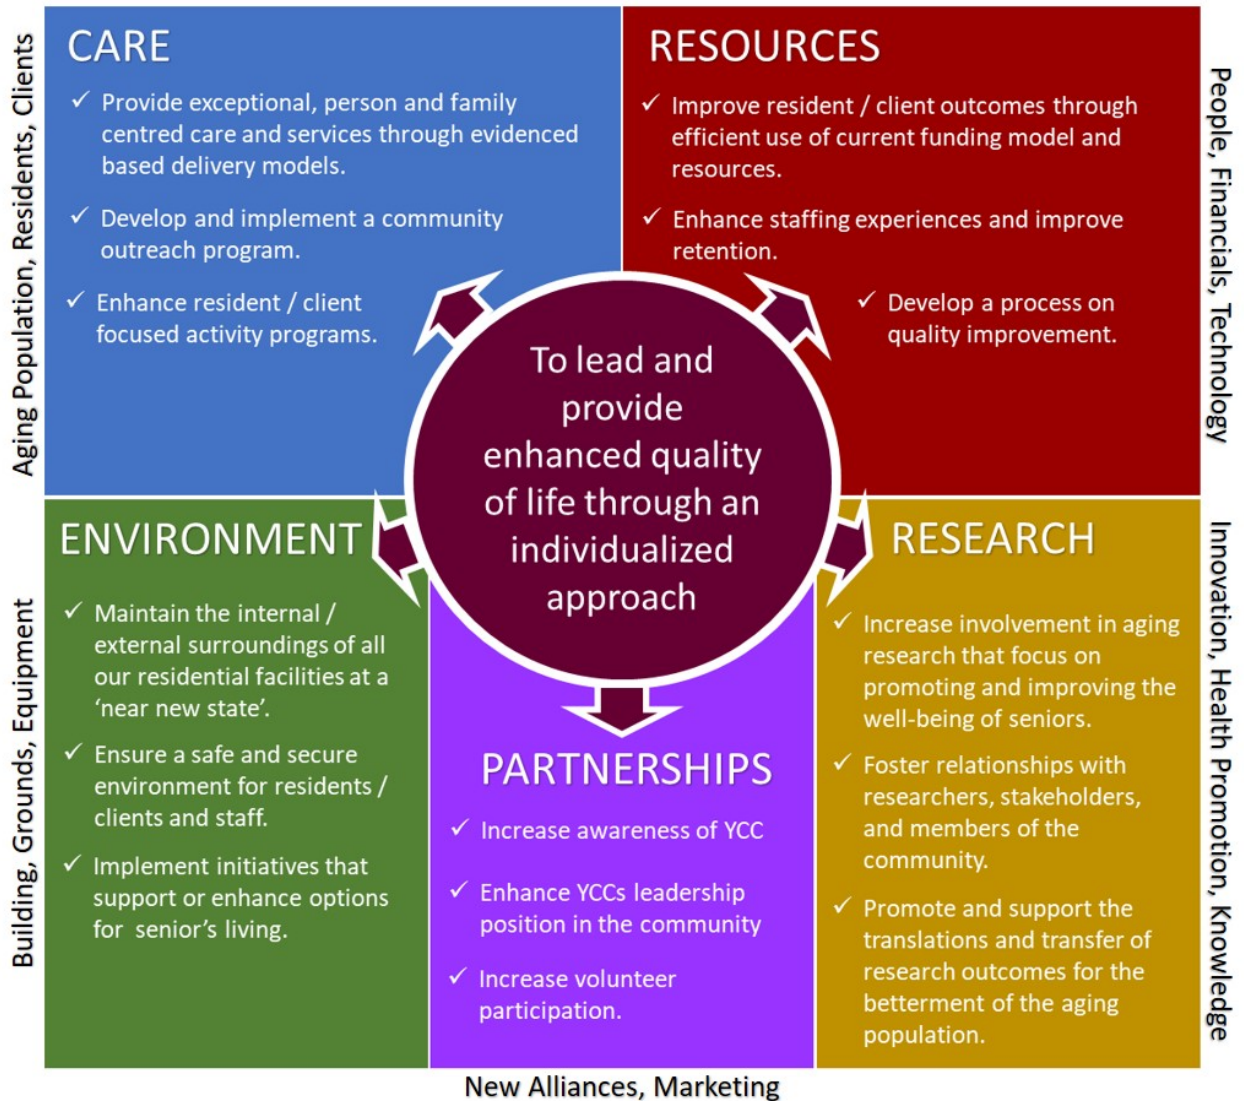 CARE
✓ Provide exceptional, person and family
centred care and services through evidenced
based delivery models.
✓ Develop and implement a community
outreach program.
✓ Enhance resident / client
focused activity programs.
Aging Population, Residents, Clients
RESOURCES
✓ Improve resident / client outcomes through
efficient use of current funding model and
resources.
✓ Enhance staffing experiences and improve
retention.
✓ Develop a process on
quality improvement.
People, Financials, Technology
To lead and
provide
enhanced quality
of life through an
individualized
approach
ENVIRONMENT
✓ Maintain the internal /
external surroundings of all
our residential facilities at a
‘near new state’.
✓ Ensure a safe and secure
environment for residents /
clients and staff.
✓ Implement initiatives that
support or enhance options
for senior’s living.
Building, Grounds, Equipment
PARTNERSHIPS
✓ Increase awareness of YCC
✓ Enhance YCCs leadership
position in the community
✓ Increase volunteer
participation.
New Alliances, Marketing
RESEARCH
✓ Increase involvement in aging
research that focus on
promoting and improving the
well-being of seniors.
✓ Foster relationships with
researchers, stakeholders,
and members of the
community.
✓ Promote and support the
translations and transfer of
research outcomes for the
betterment of the aging
population.
Innovation, Health Promotion, Knowledge